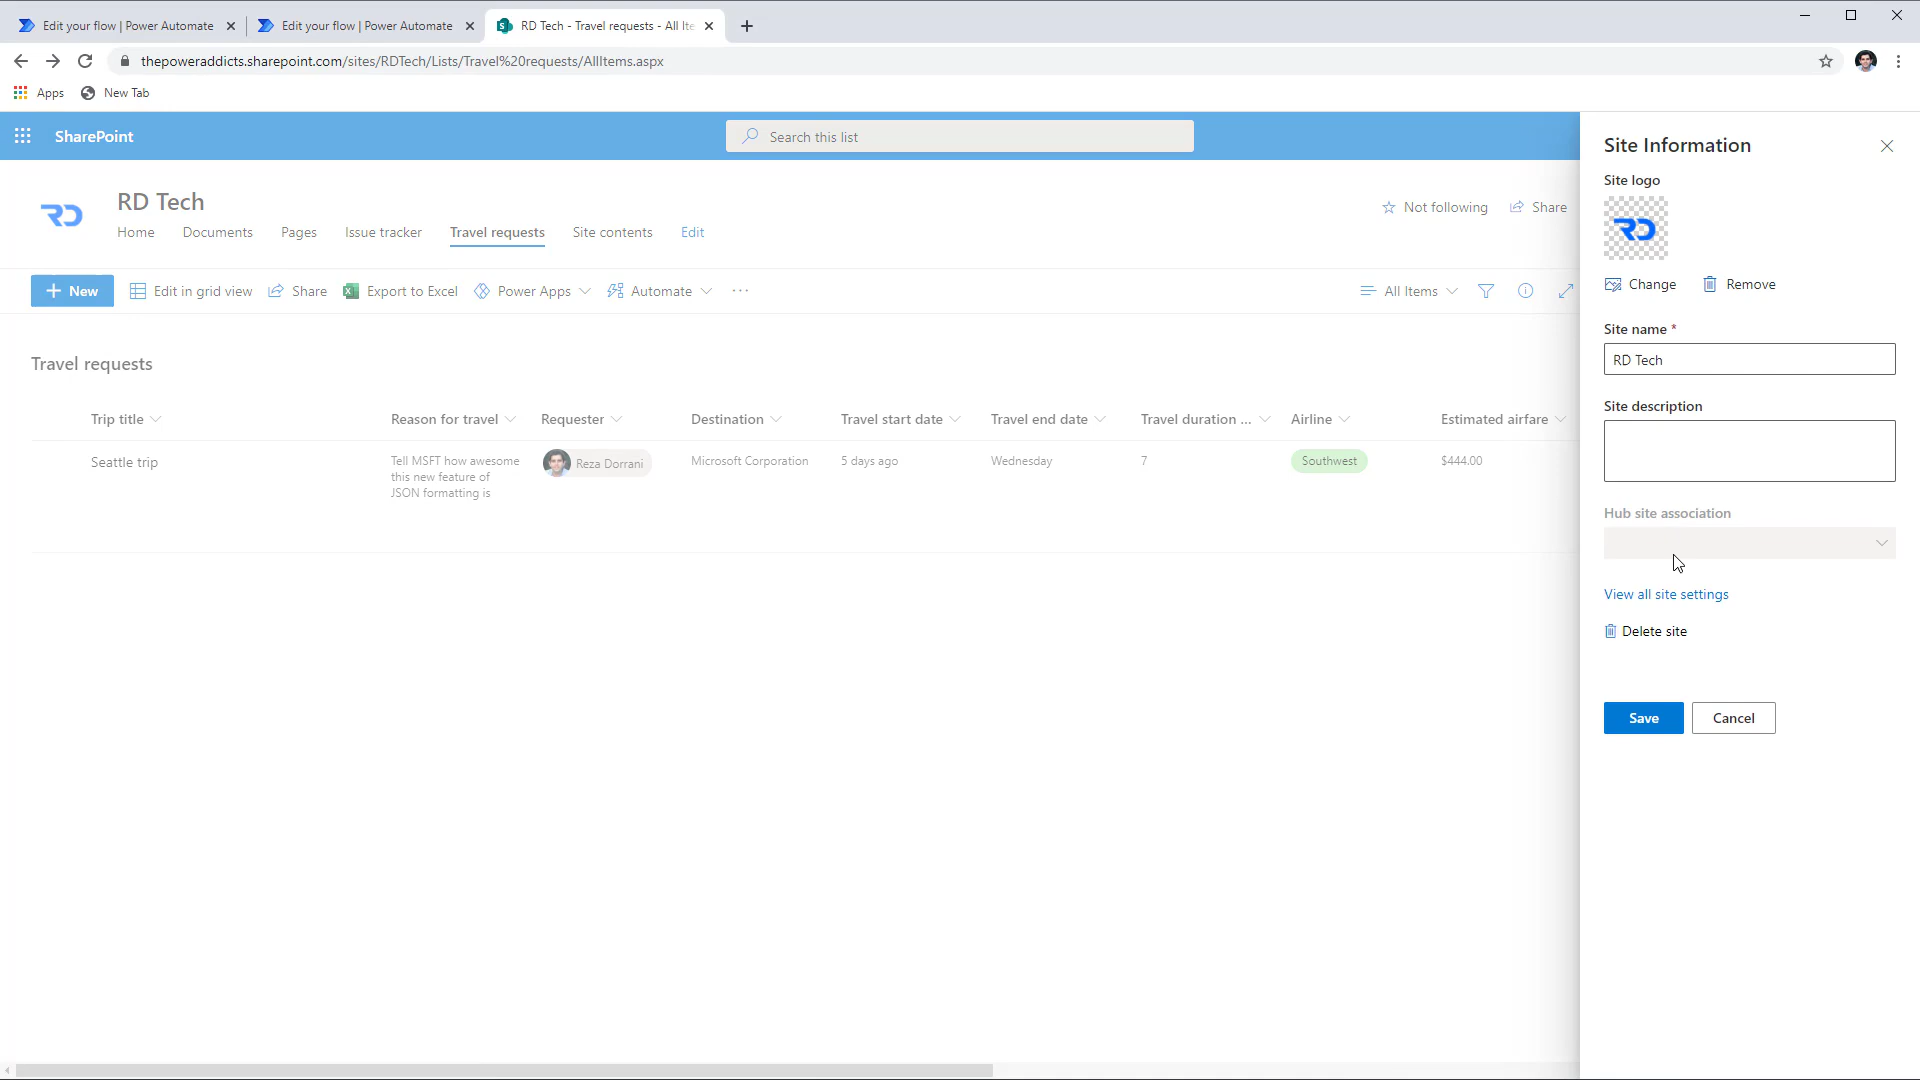 Edit your flow | Power Automate
Edit your flow | Power Automate
RD Tech - Travel requests - All Ite
thepoweraddicts.sharepoint.com/sites/RDTech/Lists/Travel%20requests/AllItems.aspx
Apps
New Tab
SharePoint
Search this list
RD
RD Tech
Home
Documents
Pages
Issue tracker
Travel requests
Site contents
Edit
Not following
Share
New
Edit in grid view
Share
Export to Excel
Power Apps
Automate
All Items
Travel requests
Trip title
Reason for travel
Requester
Destination
Travel start date
Travel end date
Travel duration ...
Airline
Estimated airfare
Seattle trip
Tell MSFT how awesome
this new feature of
JSON formatting is
Reza Dorrani
Microsoft Corporation
5 days ago
Wednesday
7
Southwest
$444.00
Site Information
Site logo
RD
Change
Remove
Site name *
RD Tech
Site description
Hub site association
View all site settings
Delete site
Save
Cancel